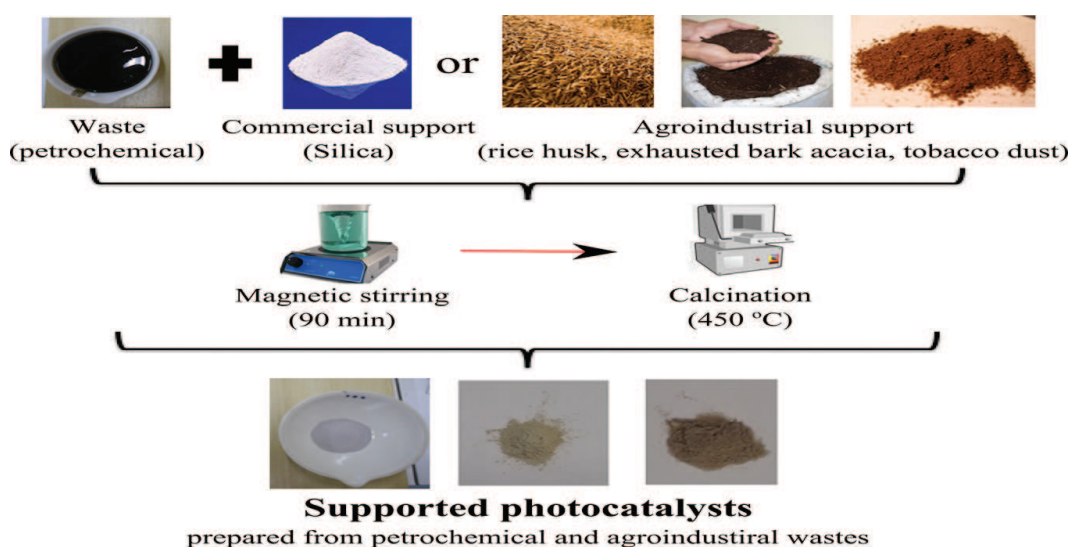 or
Waste
(petrochemical)
Commercial support
(Silica)
Agroindustrial support
(rice husk, exhausted bark acacia, tobacco dust)
Magnetic stirring
(90 min)
Calcination
(450 ºC)
Supported photocatalysts
prepared from petrochemical and agroindustiral wastes